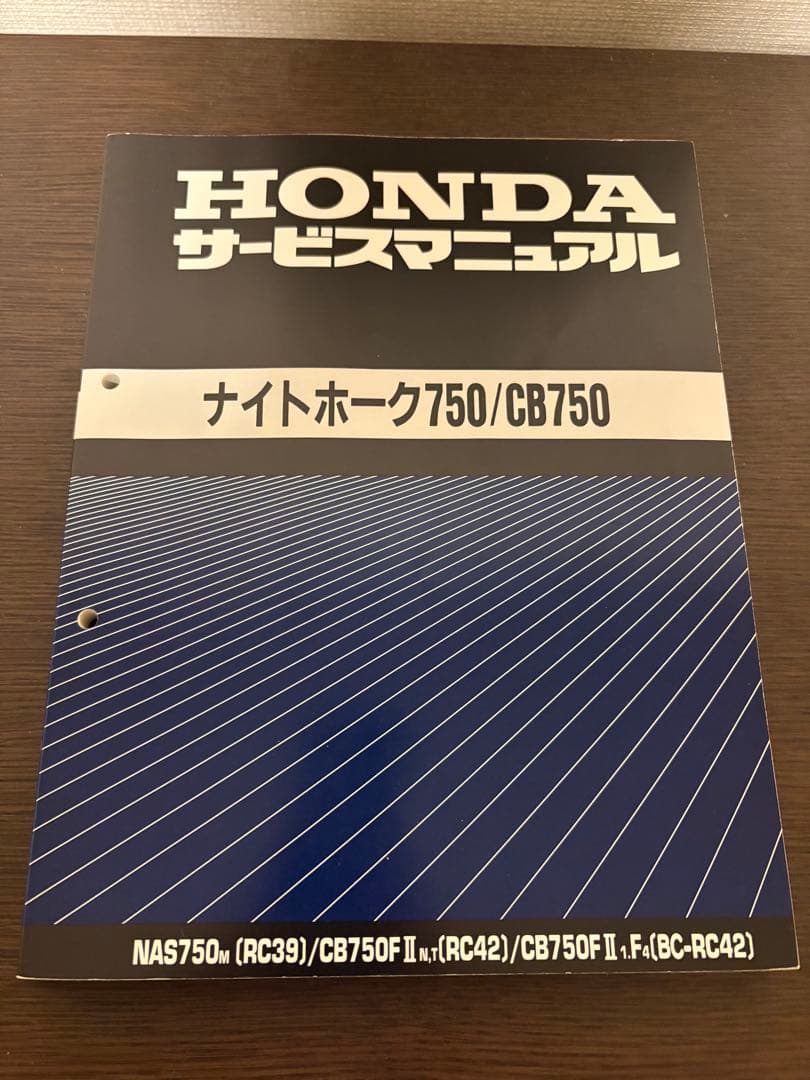 HONDA
サービスマニュアル
ナイトホーク750/CB750
NAS750M (RC39)/CB750FⅡN,T(RC42)/CB750FⅡ1.F4(BC-RC42)